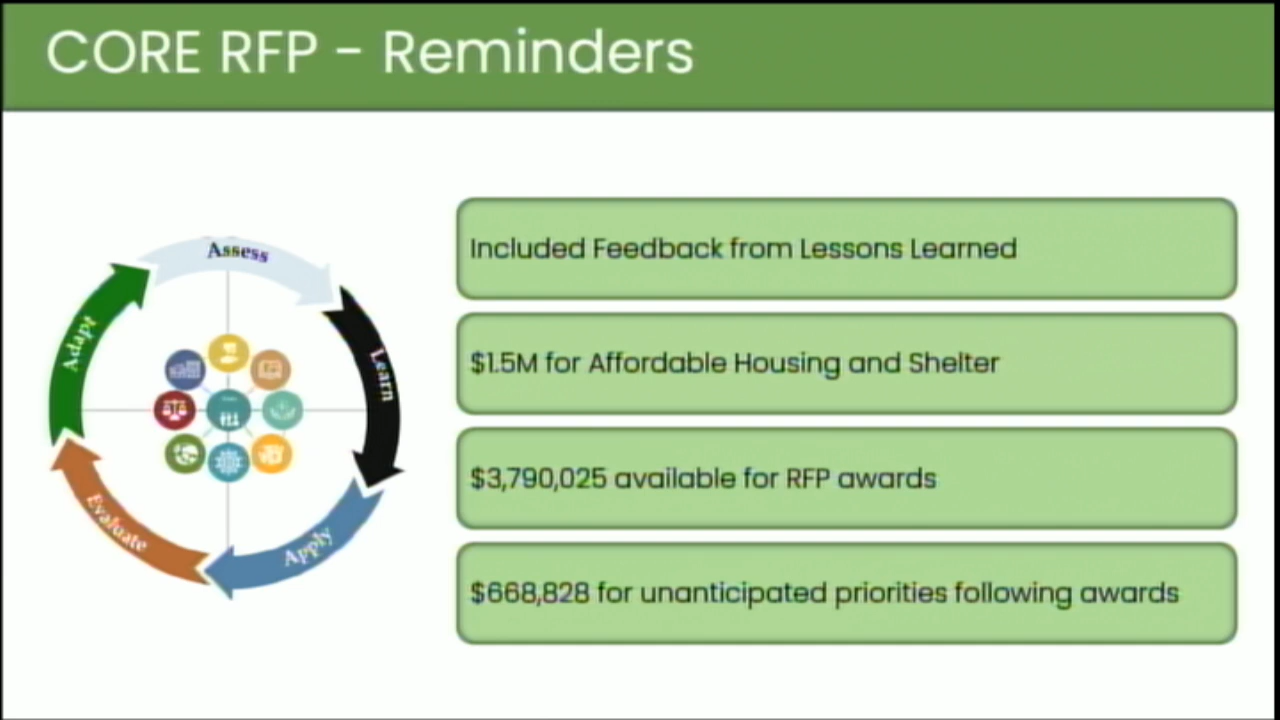 CORE RFP - Reminders
Assess
Learn
Apply
Evaluate
Adapt
Included Feedback from Lessons Learned
$1.5M for Affordable Housing and Shelter
$3,790,025 available for RFP awards
$668,828 for unanticipated priorities following awards